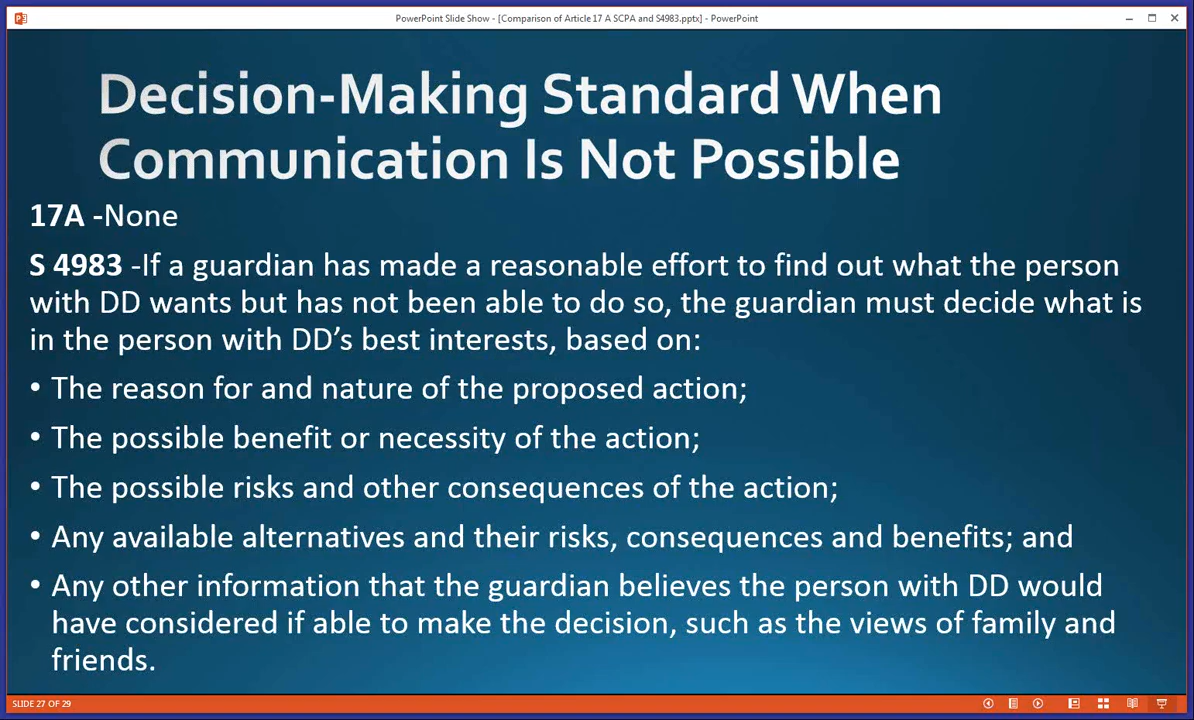 PowerPoint Slide Show - [Comparison of Article 17 A SCPA and S4983.pptx] - PowerPoint
Decision-Making Standard When
Communication Is Not Possible
17A -None
S 4983 -If a guardian has made a reasonable effort to find out what the person
with DD wants but has not been able to do so, the guardian must decide what is
in the person with DD’s best interests, based on:
• The reason for and nature of the proposed action;
• The possible benefit or necessity of the action;
• The possible risks and other consequences of the action;
• Any available alternatives and their risks, consequences and benefits; and
• Any other information that the guardian believes the person with DD would
have considered if able to make the decision, such as the views of family and
friends.
SLIDE 27 OF 29